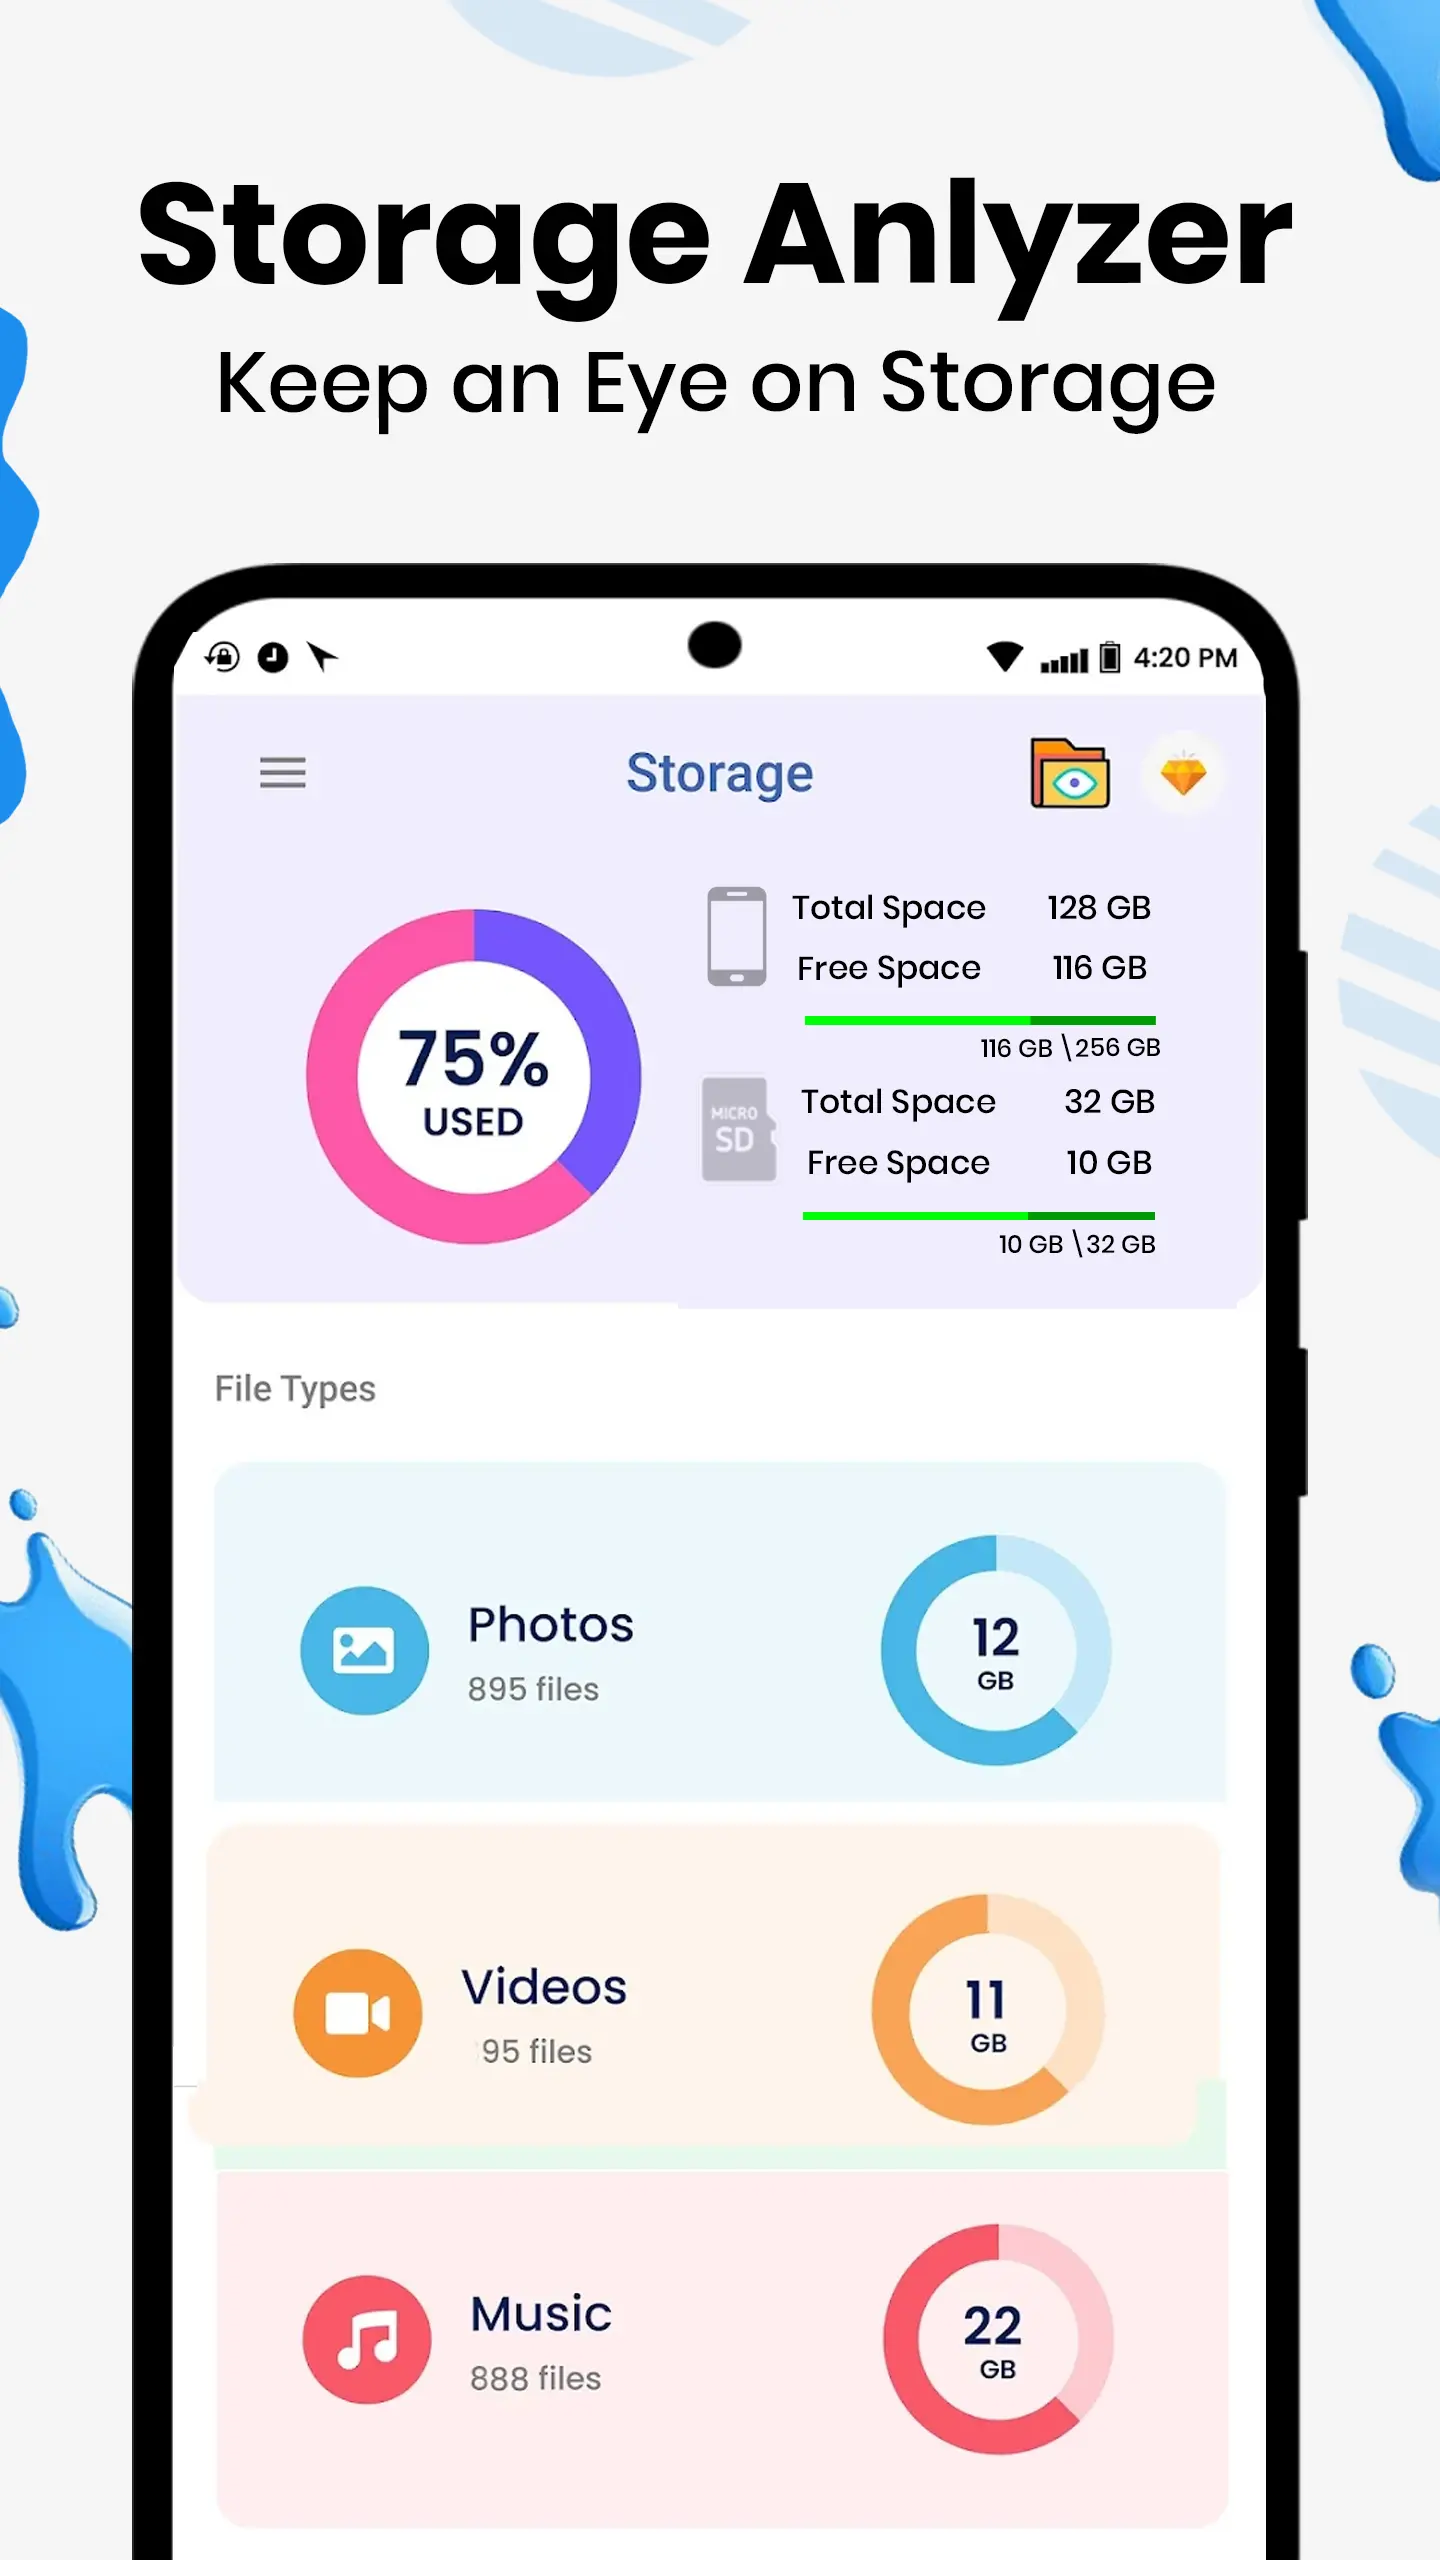 Storage Anlyzer
Keep an Eye on Storage
4:20 PM
Storage
75%
USED
Total Space 128 GB
Free Space 116 GB
116 GB \256 GB
MICRO
SD
Total Space 32 GB
Free Space 10 GB
10 GB \32 GB
File Types
Photos
895 files
12
GB
Videos
95 files
11
GB
Music
888 files
22
GB